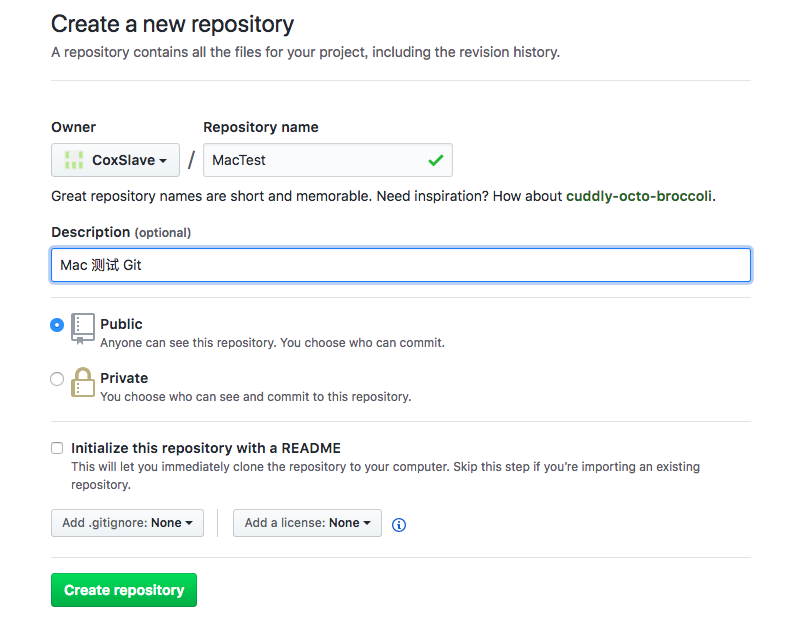 Create a new repository
A repository contains all the files for your project, including the revision history.
Owner
Repository name
CoxSlave / MacTest
Great repository names are short and memorable. Need inspiration? How about cuddly-octo-broccoli.
Description (optional)
Mac 测试 Git
Public
Anyone can see this repository. You choose who can commit.
Private
You choose who can see and commit to this repository.
Initialize this repository with a README
This will let you immediately clone the repository to your computer. Skip this step if you're importing an existing
repository.
Add .gitignore: None
Add a license: None
Create repository